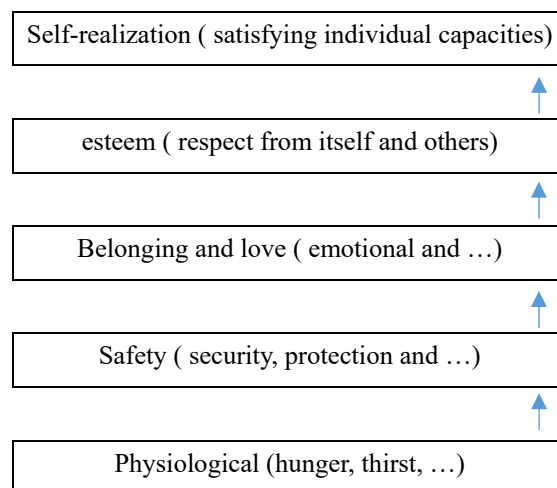 Self-realization ( satisfying individual capacities)
esteem ( respect from itself and others)
Belonging and love ( emotional and …)
Safety ( security, protection and …)
Physiological (hunger, thirst, …)